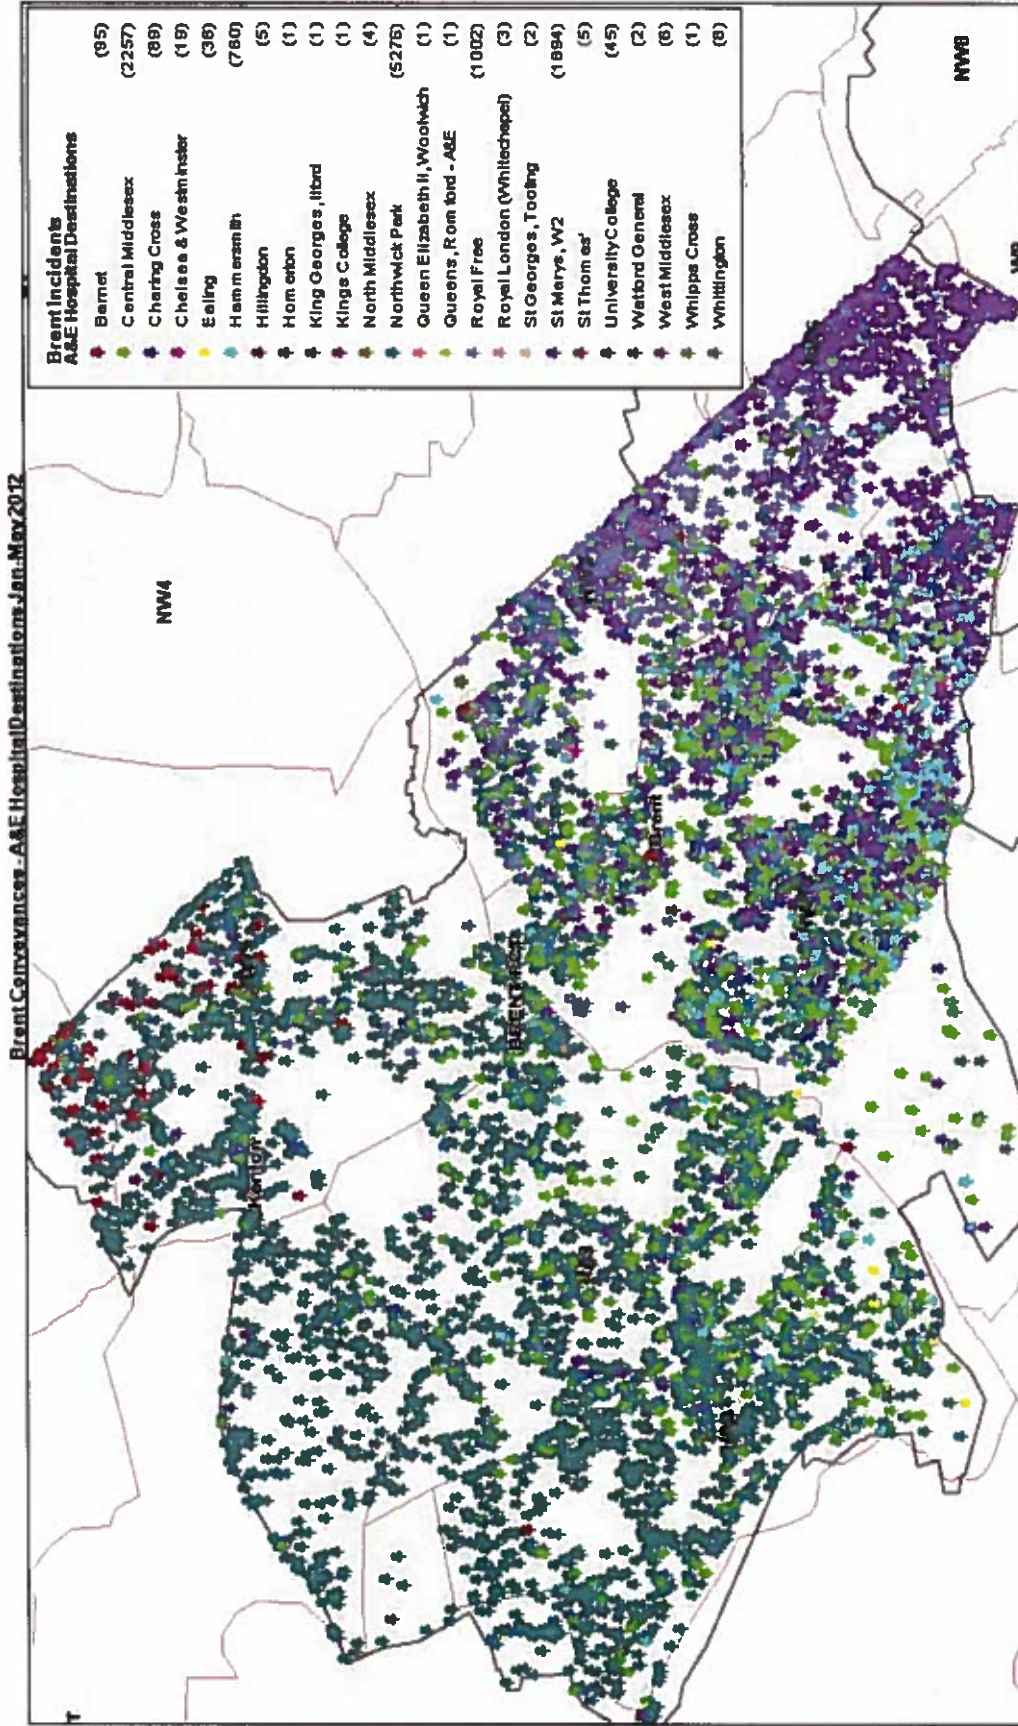 Brent Conveyances - A&E Hospital Destinations Jan-May 2012
Brent Incidents
A&E Hospital Destinations
Barnet (95)
Central Middlesex (2257)
Charing Cross (89)
Chelsea & Westminster (19)
Ealing (36)
Hammersmith (760)
Hillingdon (5)
Homerton (1)
King Georges, Ilford (1)
Kings College (1)
North Middlesex (4)
Northwick Park (5276)
Queen Elizabeth II, Woolwich (1)
Queens, Romford - A&E (1)
Royal Free (1002)
Royal London (Whitechapel) (3)
St Georges, Tooting (2)
St Marys, W2 (1694)
St Thomas' (5)
University College (45)
Watford General (2)
West Middlesex (6)
Whipps Cross (1)
Whittington (8)
NW4
NW8
Kenton
BRENT PCT
Brent